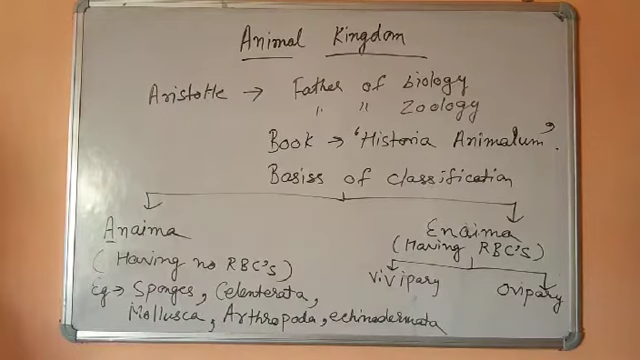 Animal Kingdom
Aristotle → Father of biology
" " Zoology
Book → 'Historia Animalum'.
Basiss of classification
Anaima
Enaima
(Having no RBC's)
(Having RBC's)
Vivipary
Ovipary
Eg → Sponges, Celenterata,
Mollusca, Arthropoda, echinodermata